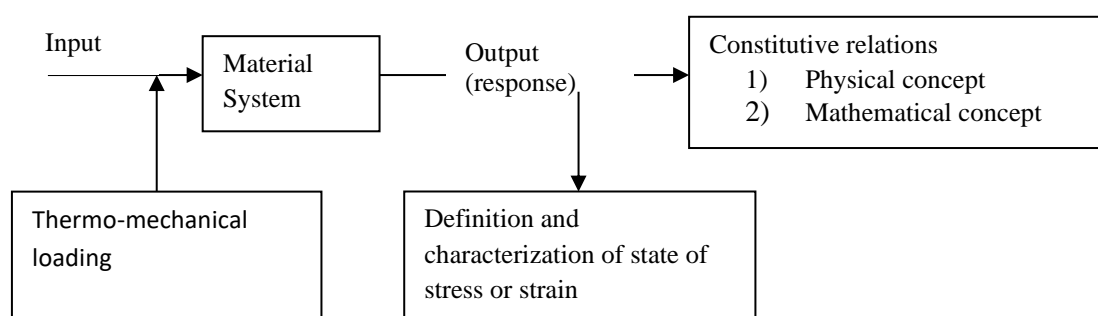 Input
Material
System
Output
(response)
Constitutive relations
1) Physical concept
2) Mathematical concept
Thermo-mechanical
loading
Definition and
characterization of state of
stress or strain